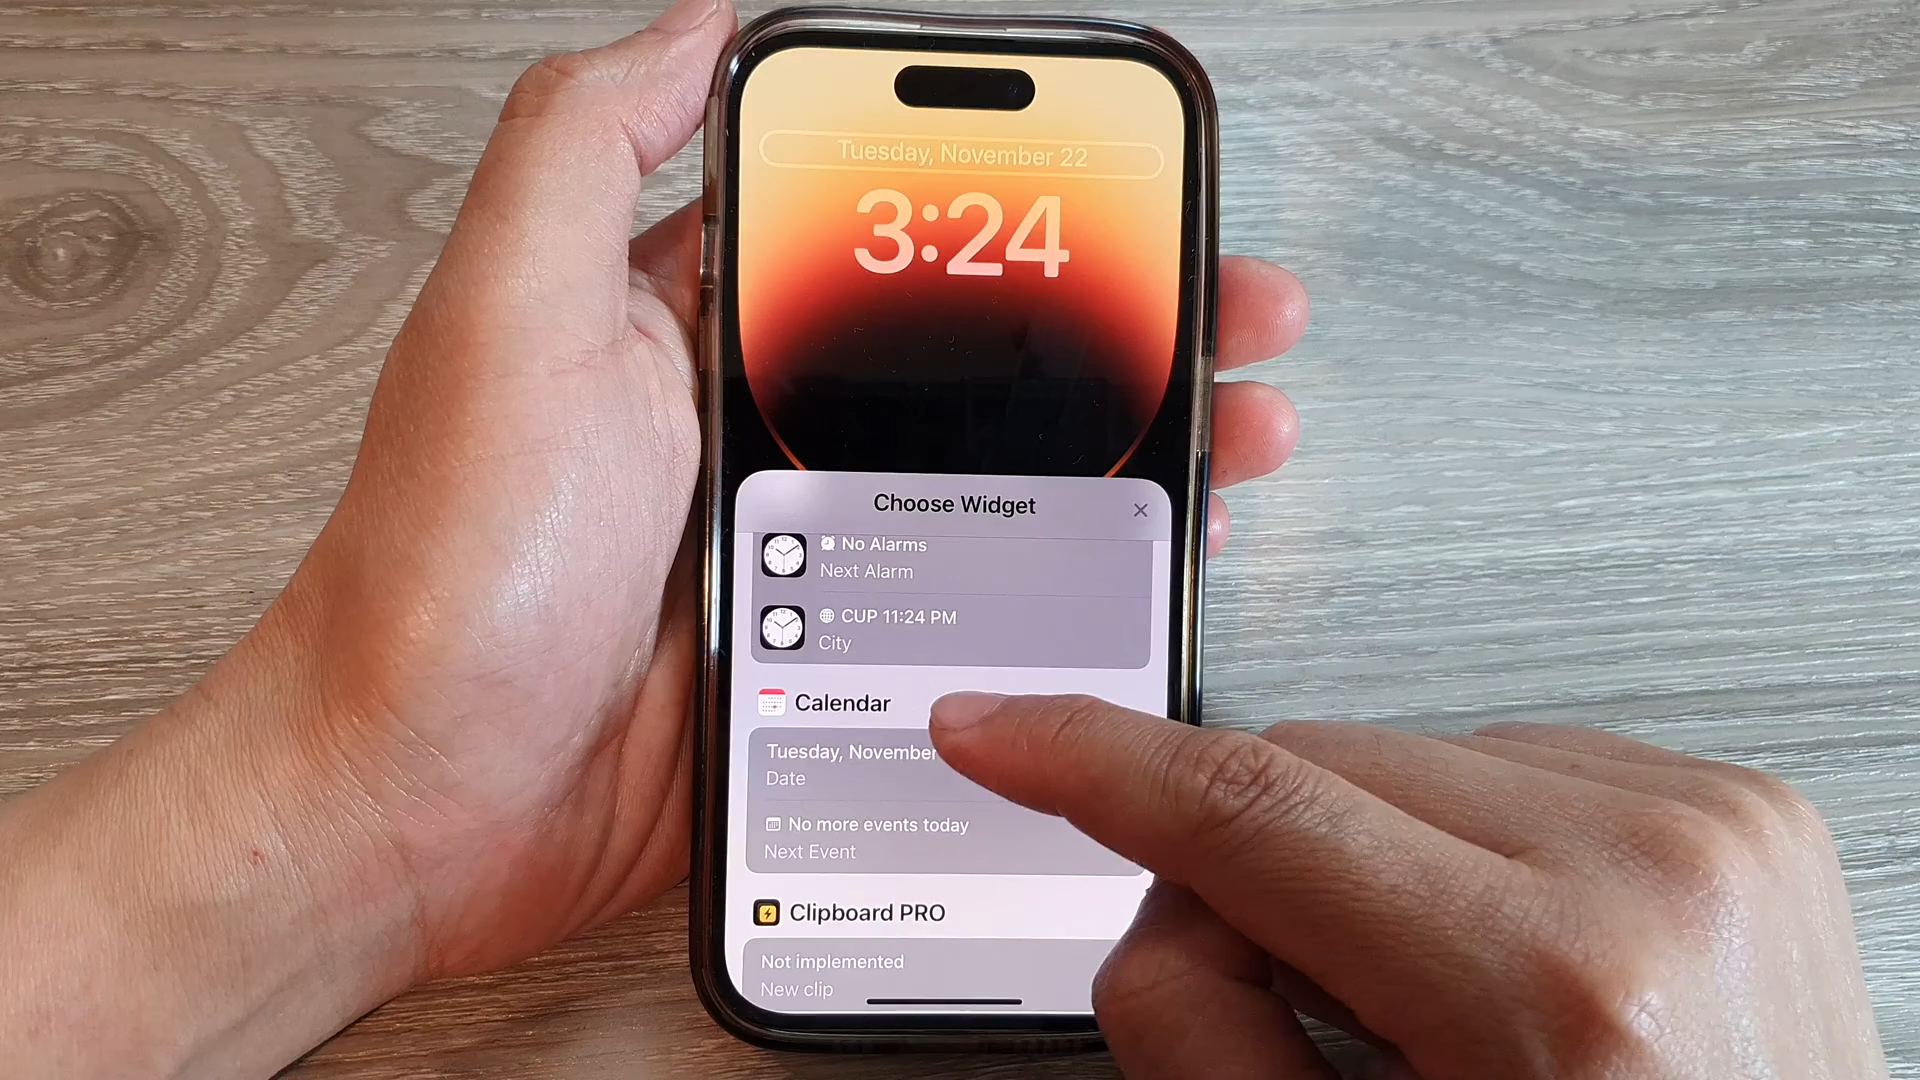 Tuesday, November 22
3:24
Choose Widget
No Alarms
Next Alarm
CUP 11:24 PM
City
Calendar
Tuesday, November
Date
No more events today
Next Event
Clipboard PRO
Not implemented
New clip